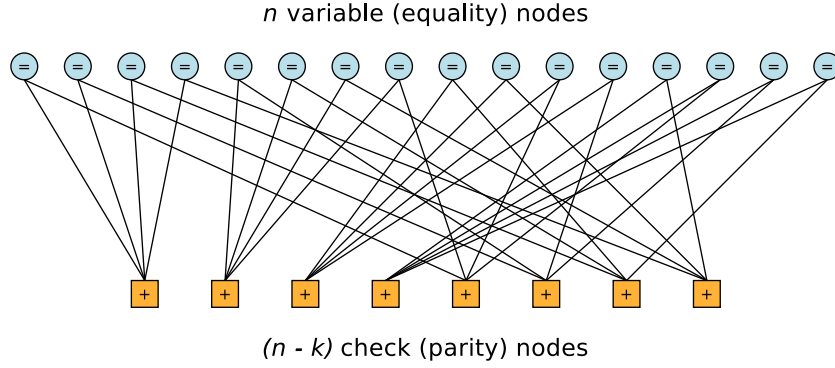 n variable (equality) nodes
= = = = = = = = = = = = = = = =
+ + + + + + + +
(n - k) check (parity) nodes